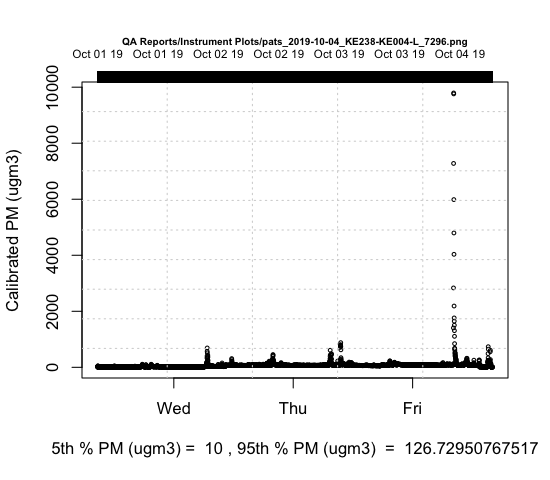 QA Reports/Instrument Plots/pats_2019-10-04_KE238-KE004-L_7296.png
Oct 01 19 Oct 01 19 Oct 02 19 Oct 02 19 Oct 03 19 Oct 03 19 Oct 04 19
10000
8000
6000
4000
2000
0
Calibrated PM (ugm3)
Wed Thu Fri
5th % PM (ugm3) = 10 , 95th % PM (ugm3) = 126.72950767517